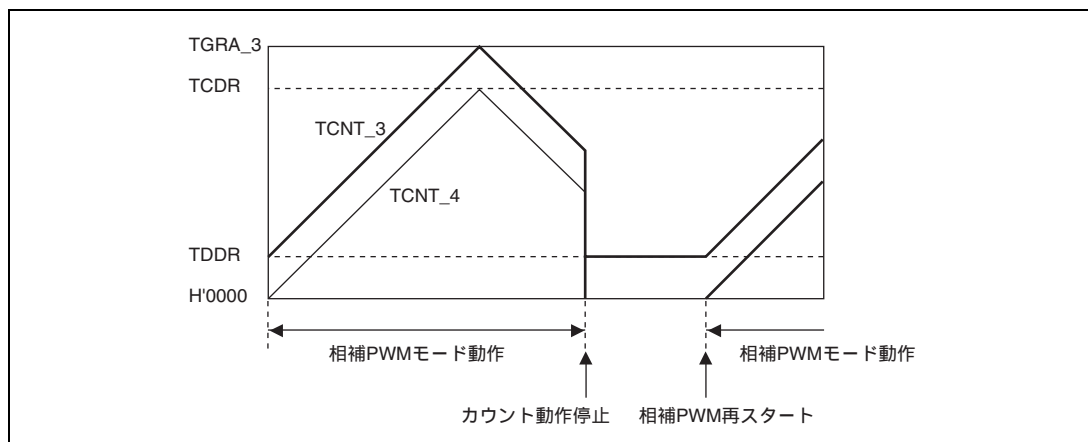 TGRA_3
TCDR
TCNT_3
TCNT_4
TDDR
H'0000
相補PWMモード動作
相補PWMモード動作
カウント動作停止
相補PWM再スタート